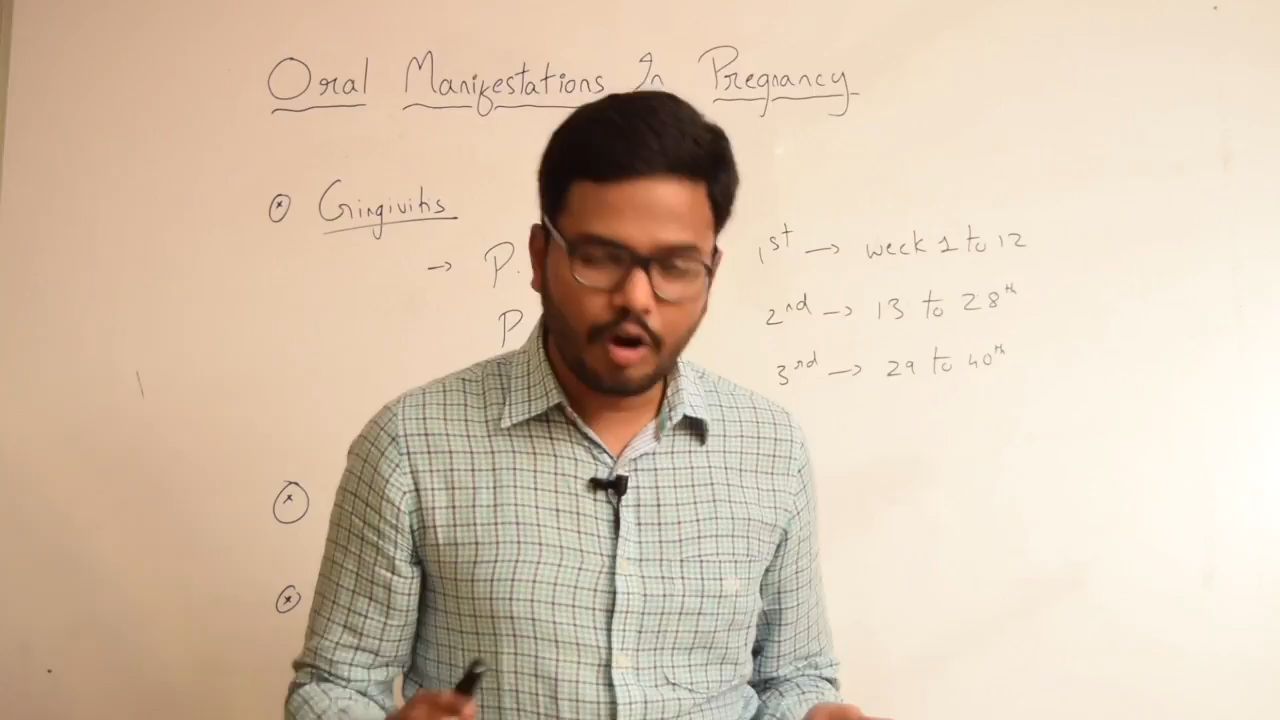 Oral Manifestations In Pregnancy
Gingivitis
→ P.
P
1st → week 1 to 12
2nd → 13 to 28th
3rd → 29 to 40th